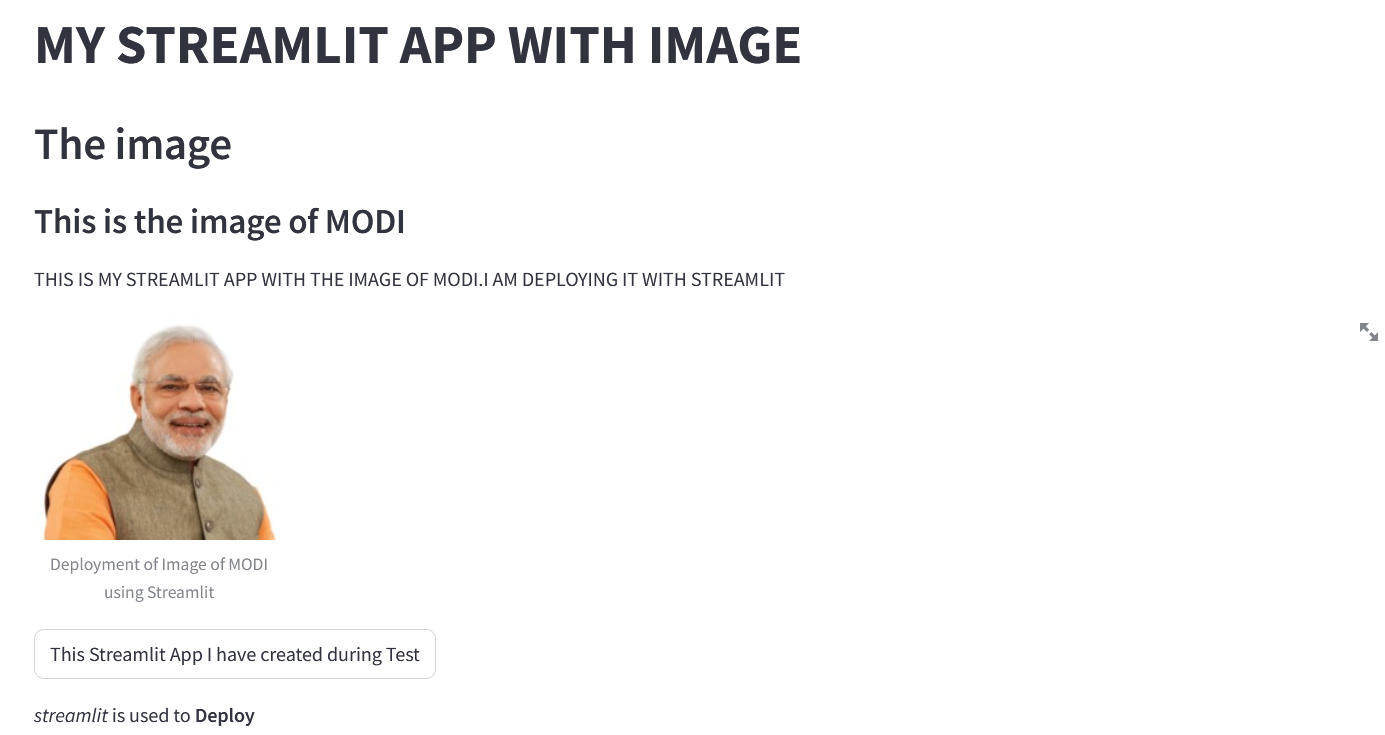 MY STREAMLIT APP WITH IMAGE
The image
This is the image of MODI
THIS IS MY STREAMLIT APP WITH THE IMAGE OF MODI.I AM DEPLOYING IT WITH STREAMLIT
Deployment of Image of MODI
using Streamlit
This Streamlit App I have created during Test
streamlit is used to Deploy